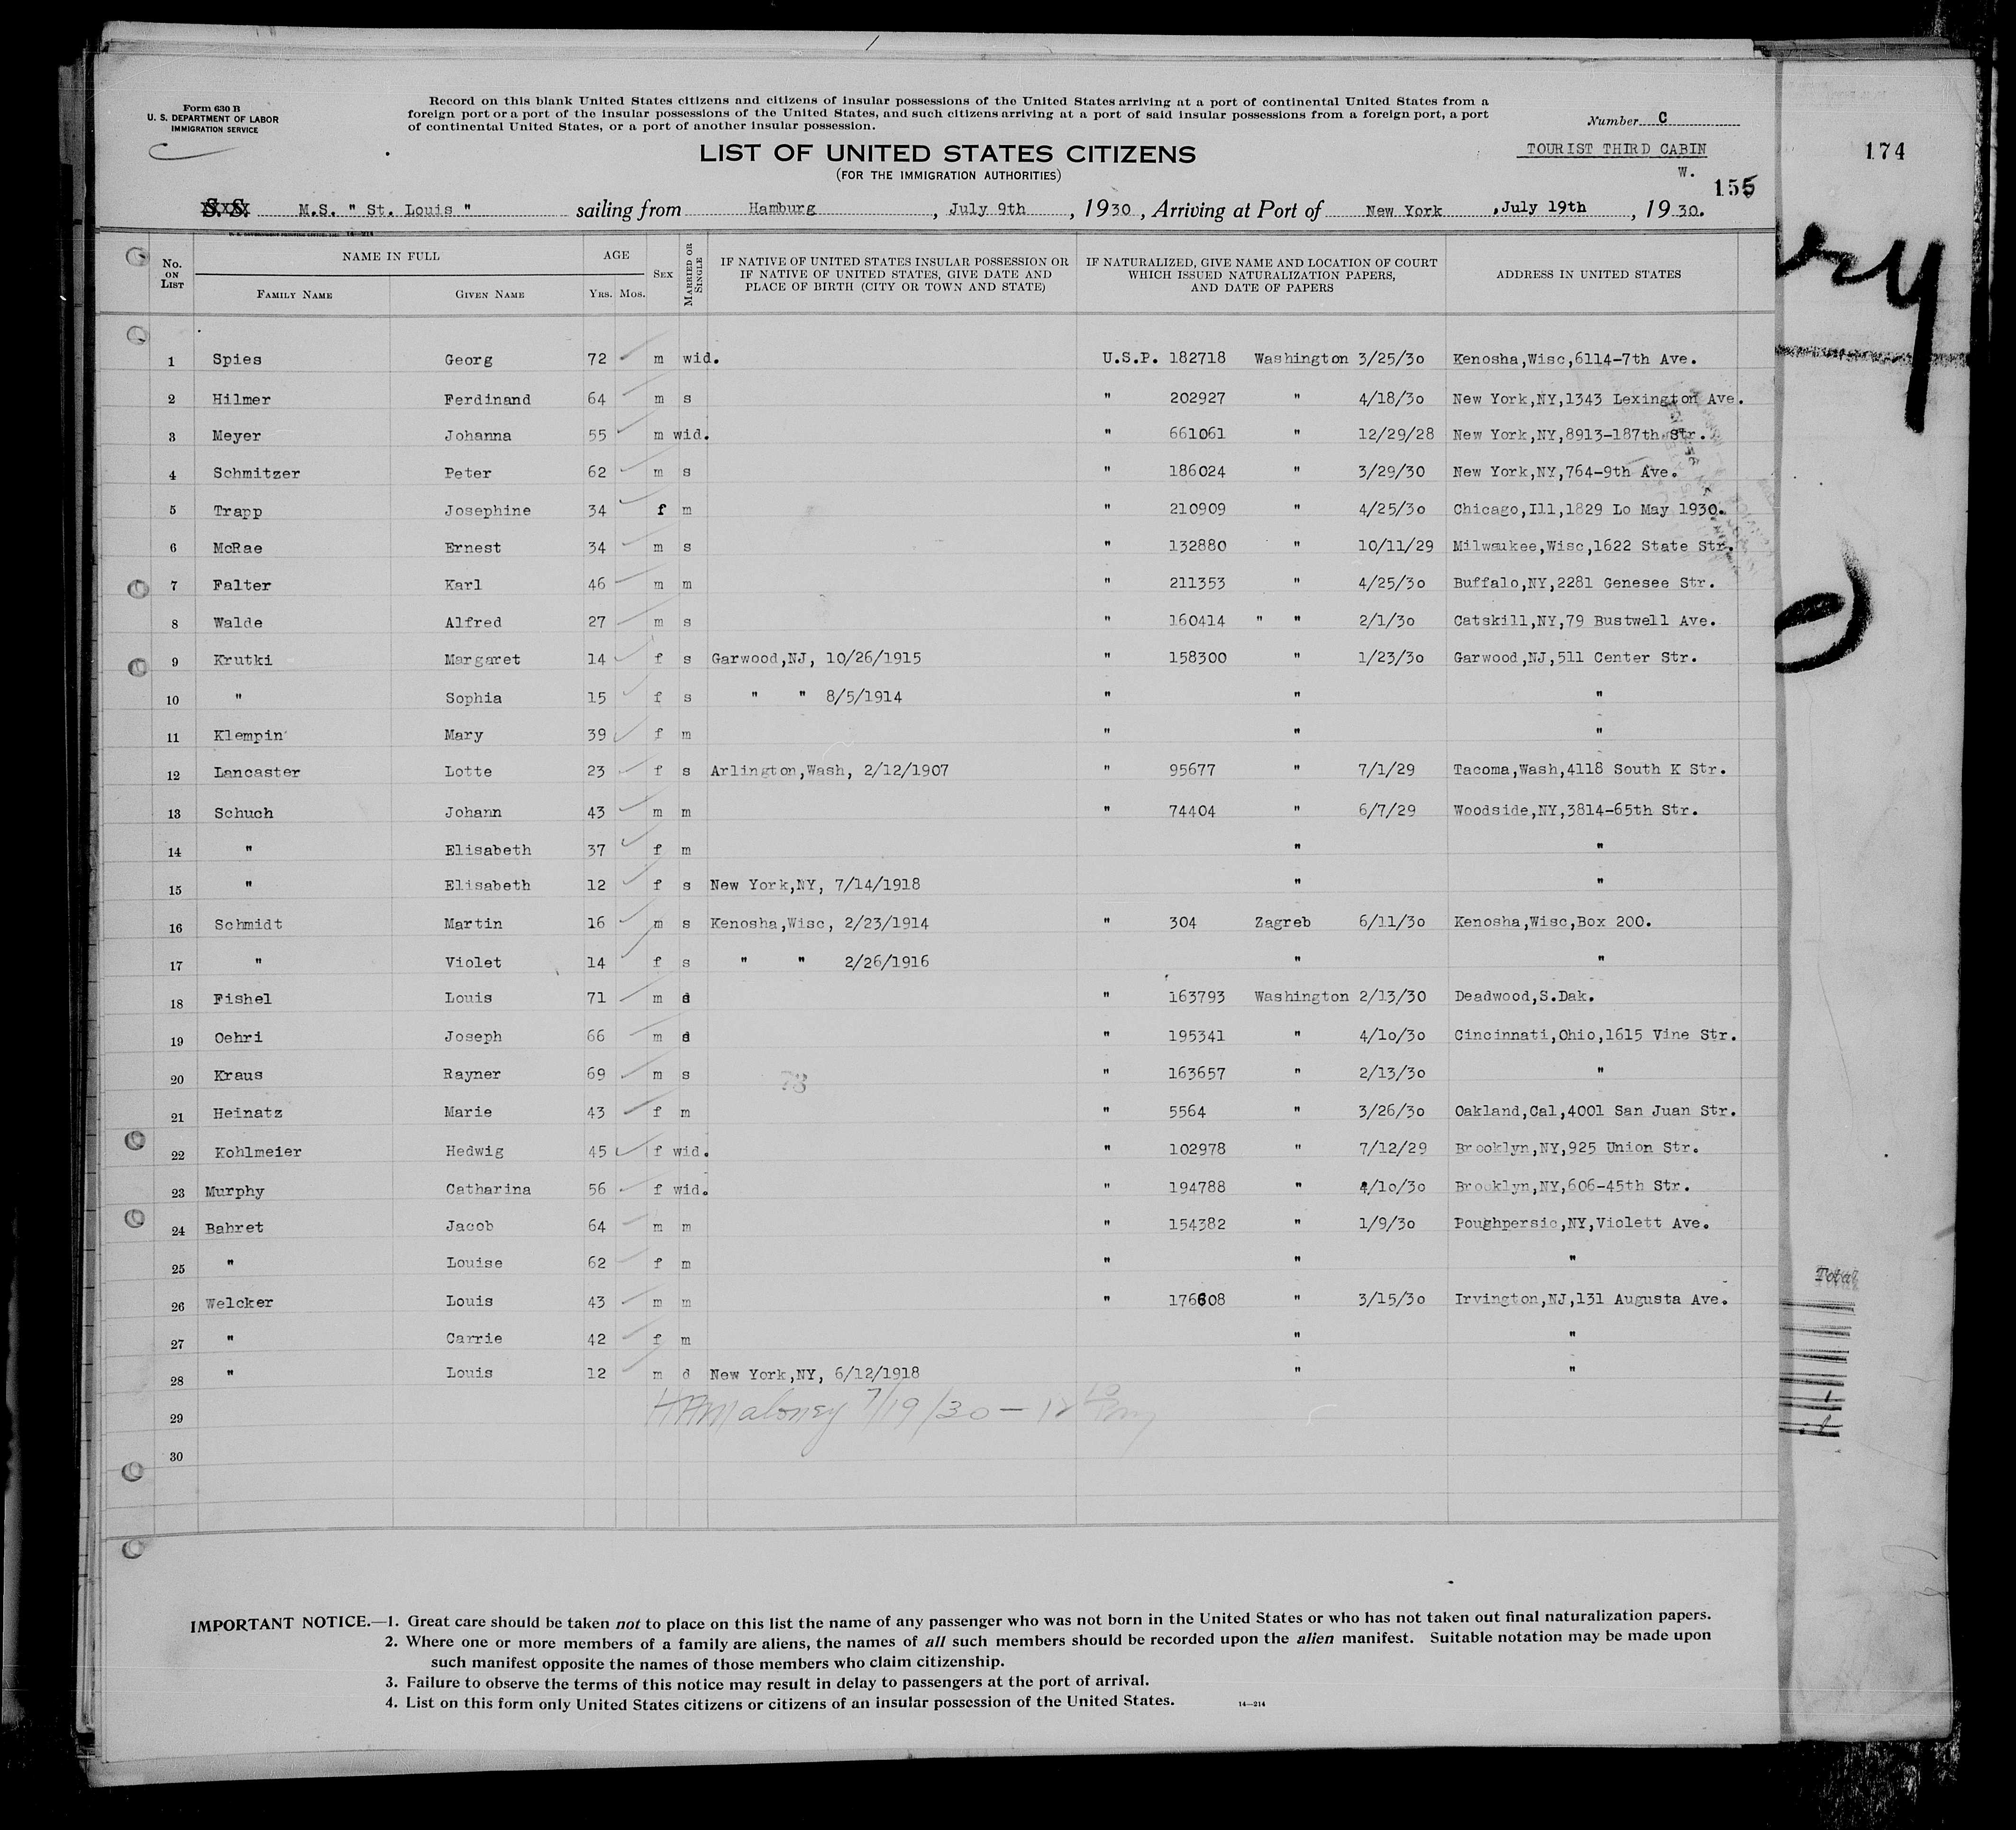 Form 630 B
U. S. DEPARTMENT OF LABOR
IMMIGRATION SERVICE
Record on this blank United States citizens and citizens of insular possessions of the United States arriving at a port of continental United States from a
foreign port or a port of the insular possessions of the United States, and such citizens arriving at a port of said insular possessions from a foreign port, a port
of continental United States, or a port of another insular possession.
Number C
LIST OF UNITED STATES CITIZENS
(FOR THE IMMIGRATION AUTHORITIES)
TOURIST THIRD CABIN
W.
155
174
S. S. M.S. " St. Louis " sailing from Hamburg , July 9th , 1930 , Arriving at Port of New York , July 19th , 1930.
No. ON LIST NAME IN FULL AGE SEX MARRIED OR SINGLE IF NATIVE OF UNITED STATES INSULAR POSSESSION OR IF NATIVE OF UNITED STATES, GIVE DATE AND PLACE OF BIRTH (CITY OR TOWN AND STATE) IF NATURALIZED, GIVE NAME AND LOCATION OF COURT WHICH ISSUED NATURALIZATION PAPERS, AND DATE OF PAPERS ADDRESS IN UNITED STATES
FAMILY NAME GIVEN NAME YRS. MOS.
1 Spies Georg 72 m wid. U.S.P. 182718 Washington 3/25/30 Kenosha,Wisc,6114-7th Ave.
2 Hilmer Ferdinand 64 m s " 202927 " 4/18/30 New York,NY,1343 Lexington Ave.
3 Meyer Johanna 55 m wid. " 661061 " 12/29/28 New York,NY,8913-187th Str.
4 Schmitzer Peter 62 m s " 186024 " 3/29/30 New York,NY,764-9th Ave.
5 Trapp Josephine 34 f m " 210909 " 4/25/30 Chicago,Ill,1829 Lo May 1930.
6 McRae Ernest 34 m s " 132880 " 10/11/29 Milwaukee,Wisc,1622 State Str.
7 Falter Karl 46 m m " 211353 " 4/25/30 Buffalo,NY,2281 Genesee Str.
8 Walde Alfred 27 m s " 160414 " " 2/1/30 Catskill,NY,79 Bustwell Ave.
9 Krutki Margaret 14 f s Garwood,NJ, 10/26/1915 " 158300 " 1/23/30 Garwood,NJ,511 Center Str.
10 " Sophia 15 f s " " 8/5/1914 " " "
11 Klempin Mary 39 f m " " "
12 Lancaster Lotte 23 f s Arlington,Wash, 2/12/1907 " 95677 " 7/1/29 Tacoma,Wash,4118 South K Str.
13 Schuch Johann 43 m m " 74404 " 6/7/29 Woodside,NY,3814-65th Str.
14 " Elisabeth 37 f m " "
15 " Elisabeth 12 f s New York,NY, 7/14/1918 " "
16 Schmidt Martin 16 m s Kenosha,Wisc, 2/23/1914 " 304 Zagreb 6/11/30 Kenosha,Wisc,Box 200.
17 " Violet 14 f s " " 2/26/1916 " "
18 Fishel Louis 71 m d " 163793 Washington 2/13/30 Deadwood,S.Dak.
19 Oehri Joseph 66 m d " 195341 " 4/10/30 Cincinnati,Ohio,1615 Vine Str.
20 Kraus Rayner 69 m s " 163657 " 2/13/30 "
21 Heinatz Marie 43 f m " 5564 " 3/26/30 Oakland,Cal,4001 San Juan Str.
22 Kohlmeier Hedwig 45 f wid. " 102978 " 7/12/29 Brooklyn,NY,925 Union Str.
23 Murphy Catharina 56 f wid. " 194788 " 4/10/30 Brooklyn,NY,606-45th Str.
24 Bahret Jacob 64 m m " 154382 " 1/9/30 Poughpersic,NY,Violett Ave.
25 " Louise 62 f m " " "
26 Welcker Louis 43 m m " 176608 " 3/15/30 Irvington,NJ,131 Augusta Ave.
27 " Carrie 42 f m " "
28 " Louis 12 m d New York,NY, 6/12/1918 " "
29 Maloney 7/19/30 —
30
Total
IMPORTANT NOTICE.—1. Great care should be taken not to place on this list the name of any passenger who was not born in the United States or who has not taken out final naturalization papers.
2. Where one or more members of a family are aliens, the names of all such members should be recorded upon the alien manifest. Suitable notation may be made upon
such manifest opposite the names of those members who claim citizenship.
3. Failure to observe the terms of this notice may result in delay to passengers at the port of arrival.
4. List on this form only United States citizens or citizens of an insular possession of the United States. 14—214